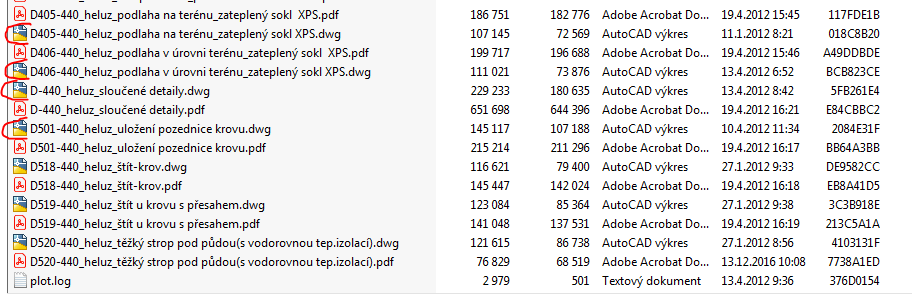 D405-440_heluz_podlaha na terénu_zateplený sokl XPS.pdf 186 751 182 776 Adobe Acrobat Do... 19.4.2012 15:45 117FDE1B
D405-440_heluz_podlaha na terénu_zateplený sokl XPS.dwg 107 145 72 569 AutoCAD výkres 11.1.2012 8:21 018C8B20
D406-440_heluz_podlaha v úrovni terénu_zateplený sokl XPS.pdf 199 717 196 688 Adobe Acrobat Do... 19.4.2012 15:46 A49DDBDE
D406-440_heluz_podlaha v úrovni terénu_zateplený sokl XPS.dwg 111 021 73 876 AutoCAD výkres 13.4.2012 6:52 BCB823CE
D-440_heluz_sloučené detaily.dwg 229 233 180 635 AutoCAD výkres 13.4.2012 8:42 5FB261E4
D-440_heluz_sloučené detaily.pdf 651 698 644 396 Adobe Acrobat Do... 19.4.2012 16:21 E84CBBC2
D501-440_heluz_uložení pozednice krovu.dwg 145 117 107 188 AutoCAD výkres 10.4.2012 11:34 2084E31F
D501-440_heluz_uložení pozednice krovu.pdf 215 214 211 296 Adobe Acrobat Do... 19.4.2012 16:17 BB64A3BB
D518-440_heluz_štít-krov.dwg 116 621 79 400 AutoCAD výkres 27.1.2012 9:33 DE9582CC
D518-440_heluz_štít-krov.pdf 145 447 142 024 Adobe Acrobat Do... 19.4.2012 16:18 EB8A41D5
D519-440_heluz_štít u krovu s přesahem.dwg 123 084 85 364 AutoCAD výkres 27.1.2012 9:38 3C3B918E
D519-440_heluz_štít u krovu s přesahem.pdf 141 048 137 531 Adobe Acrobat Do... 19.4.2012 16:19 213C5A1A
D520-440_heluz_těžký strop pod půdou(s vodorovnou tep.izolací).dwg 121 615 86 738 AutoCAD výkres 27.1.2012 8:56 4103131F
D520-440_heluz_těžký strop pod půdou(s vodorovnou tep.izolací).pdf 76 829 68 519 Adobe Acrobat Do... 13.12.2016 10:08 7738A1ED
plot.log 2 979 501 Textový dokument 13.4.2012 9:36 376D0154